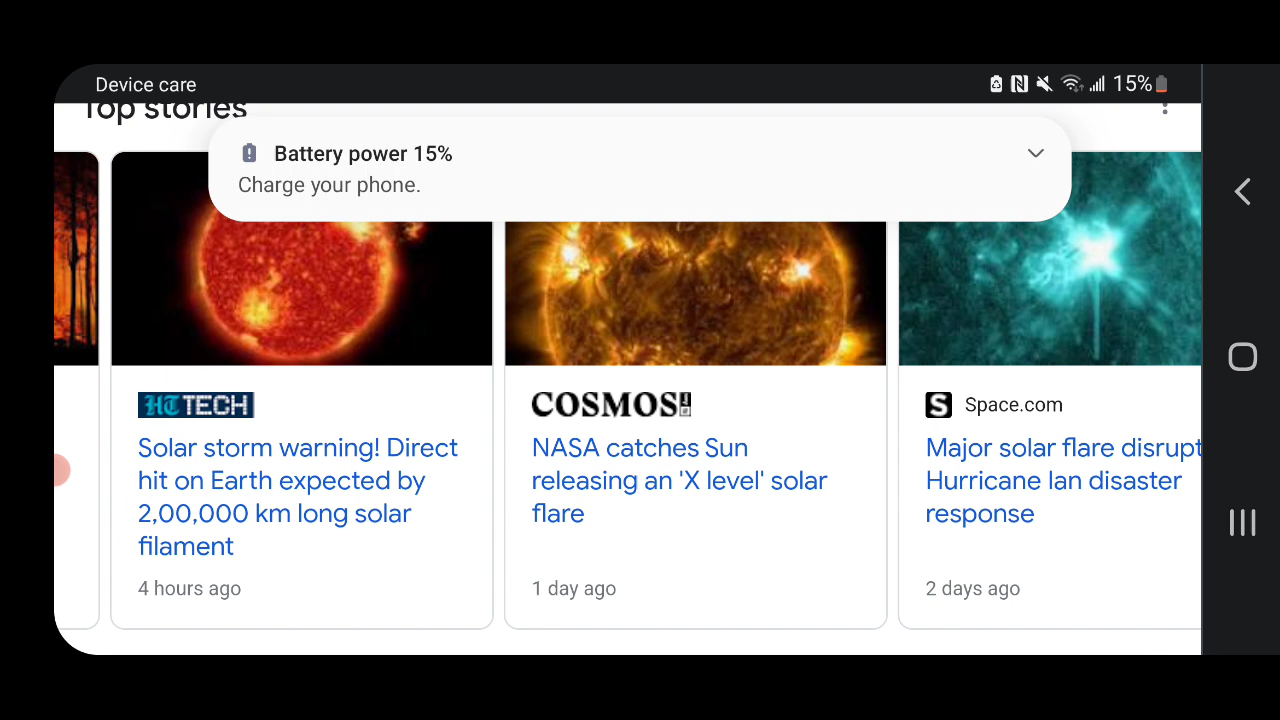 Device care
15%
Top stories
Battery power 15%
Charge your phone.
HT TECH
Solar storm warning! Direct
hit on Earth expected by
2,00,000 km long solar
filament
4 hours ago
COSMOS
NASA catches Sun
releasing an 'X level' solar
flare
1 day ago
S Space.com
Major solar flare disrupt
Hurricane Ian disaster
response
2 days ago